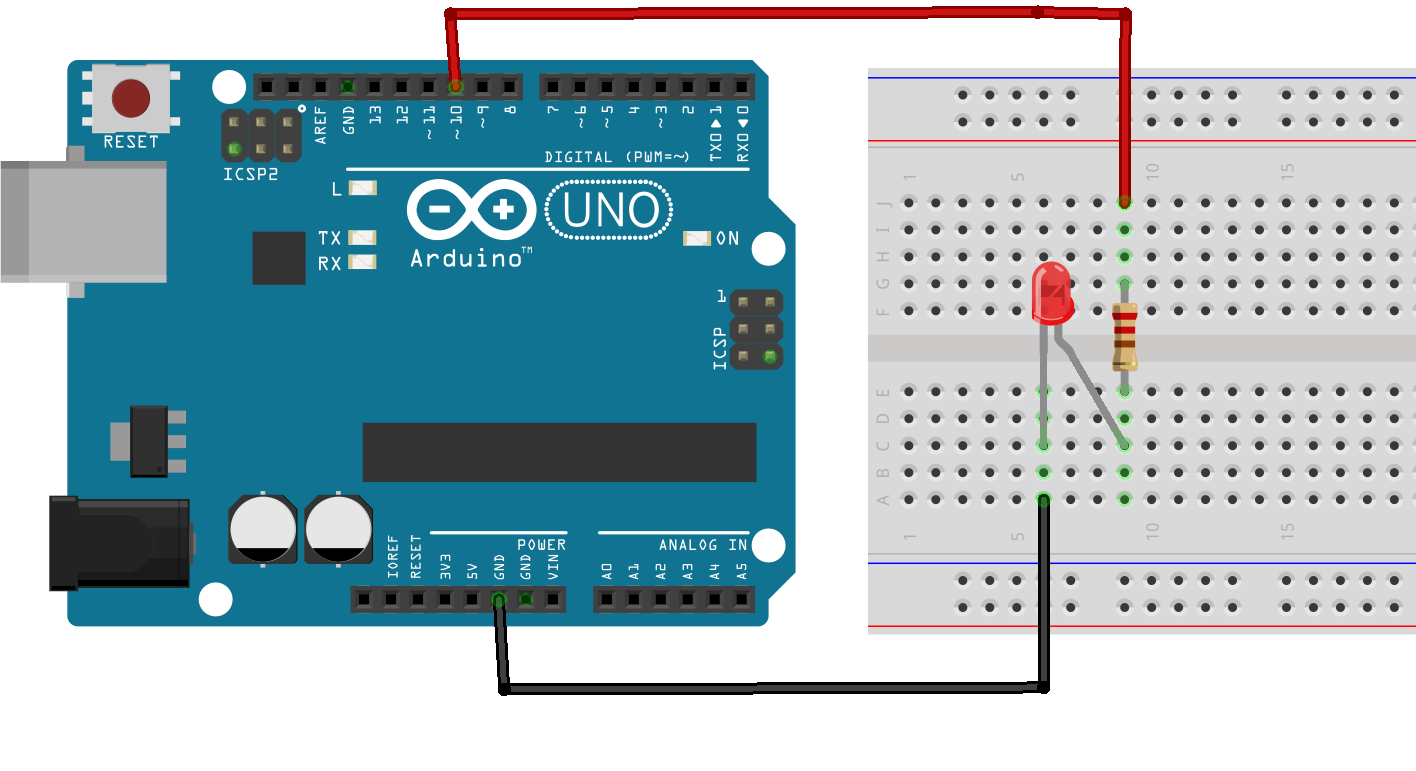 RESET
ICSP2
AREF
GND
13
12
~11
~10
~9
8
7
~6
~5
4
~3
2
TX0▶1
RX0◀0
DIGITAL (PWM=~)
L
TX
RX
UNO
Arduino™
ON
1
ICSP
IOREF
RESET
3V3
5V
GND
GND
VIN
POWER
A0
A1
A2
A3
A4
A5
ANALOG IN
1 5 10 15
J
I
H
G
F
E
D
C
B
A
1 5 10 15